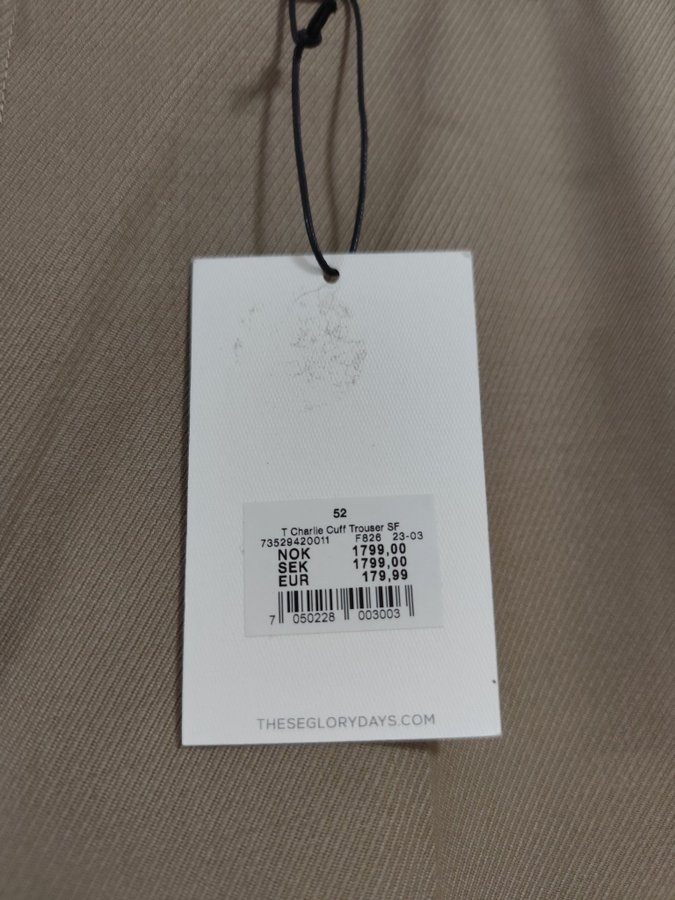 52
T Charlie Cuff Trouser SF
73529420011 F826 23-03
NOK 1799,00
SEK 1799,00
EUR 179,99
7 050228 003003
THESEGLORYDAYS.COM